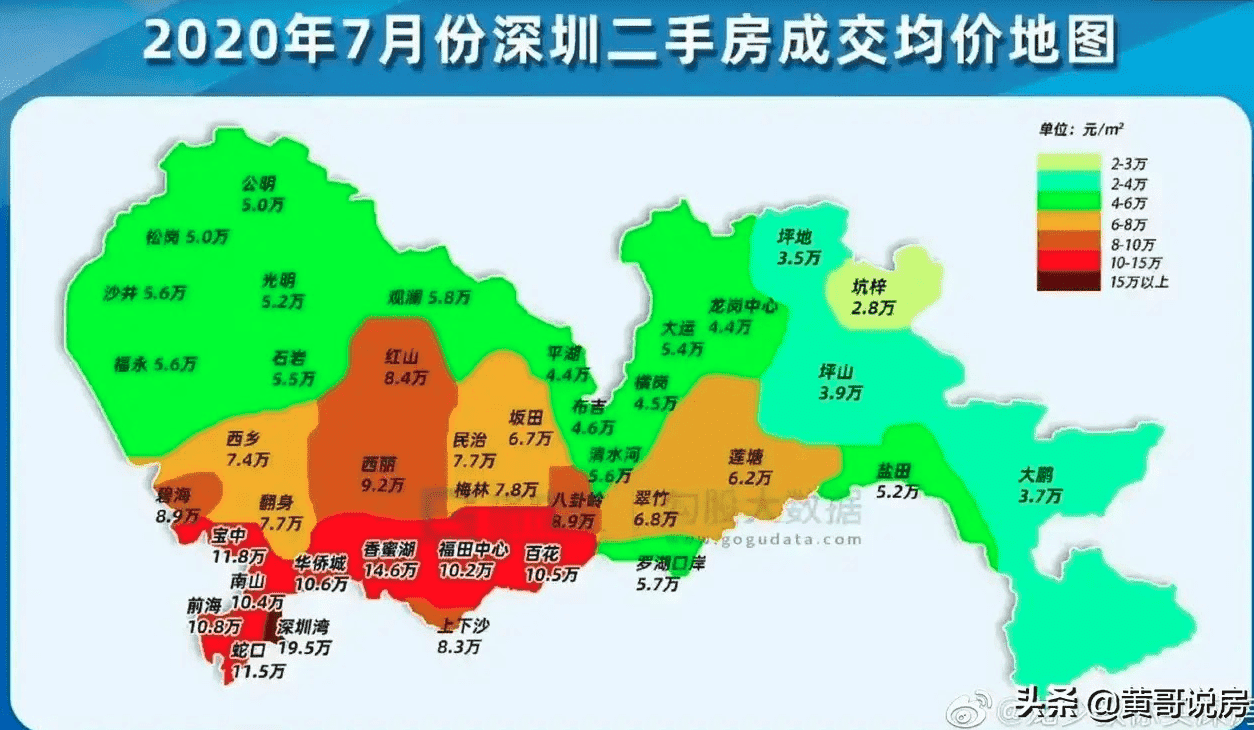 2020年7月份深圳二手房成交均价地图
单位：元/m²
2-3万
2-4万
4-6万
6-8万
8-10万
10-15万
15万以上
公明
5.0万
松岗 5.0万
沙井 5.6万
光明
5.2万
观澜 5.8万
福永 5.6万
石岩
5.5万
红山
8.4万
平湖
4.4万
大运
5.4万
龙岗中心
4.4万
坪地
3.5万
坑梓
2.8万
坪山
3.9万
横岗
4.5万
布吉
4.6万
坂田
6.7万
民治
7.7万
西乡
7.4万
西丽
9.2万
梅林 7.8万
清水河
5.6万
莲塘
6.2万
盐田
5.2万
大鹏
3.7万
碧海
8.9万
翻身
7.7万
八卦岭
8.9万
翠竹
6.8万
勾股大数据
www.gogudata.com
宝中
11.8万
华侨城
10.6万
香蜜湖
14.6万
福田中心
10.2万
百花
10.5万
罗湖口岸
5.7万
南山
10.4万
前海
10.8万
深圳湾
19.5万
蛇口
11.5万
上下沙
8.3万
头条 @黄哥说房